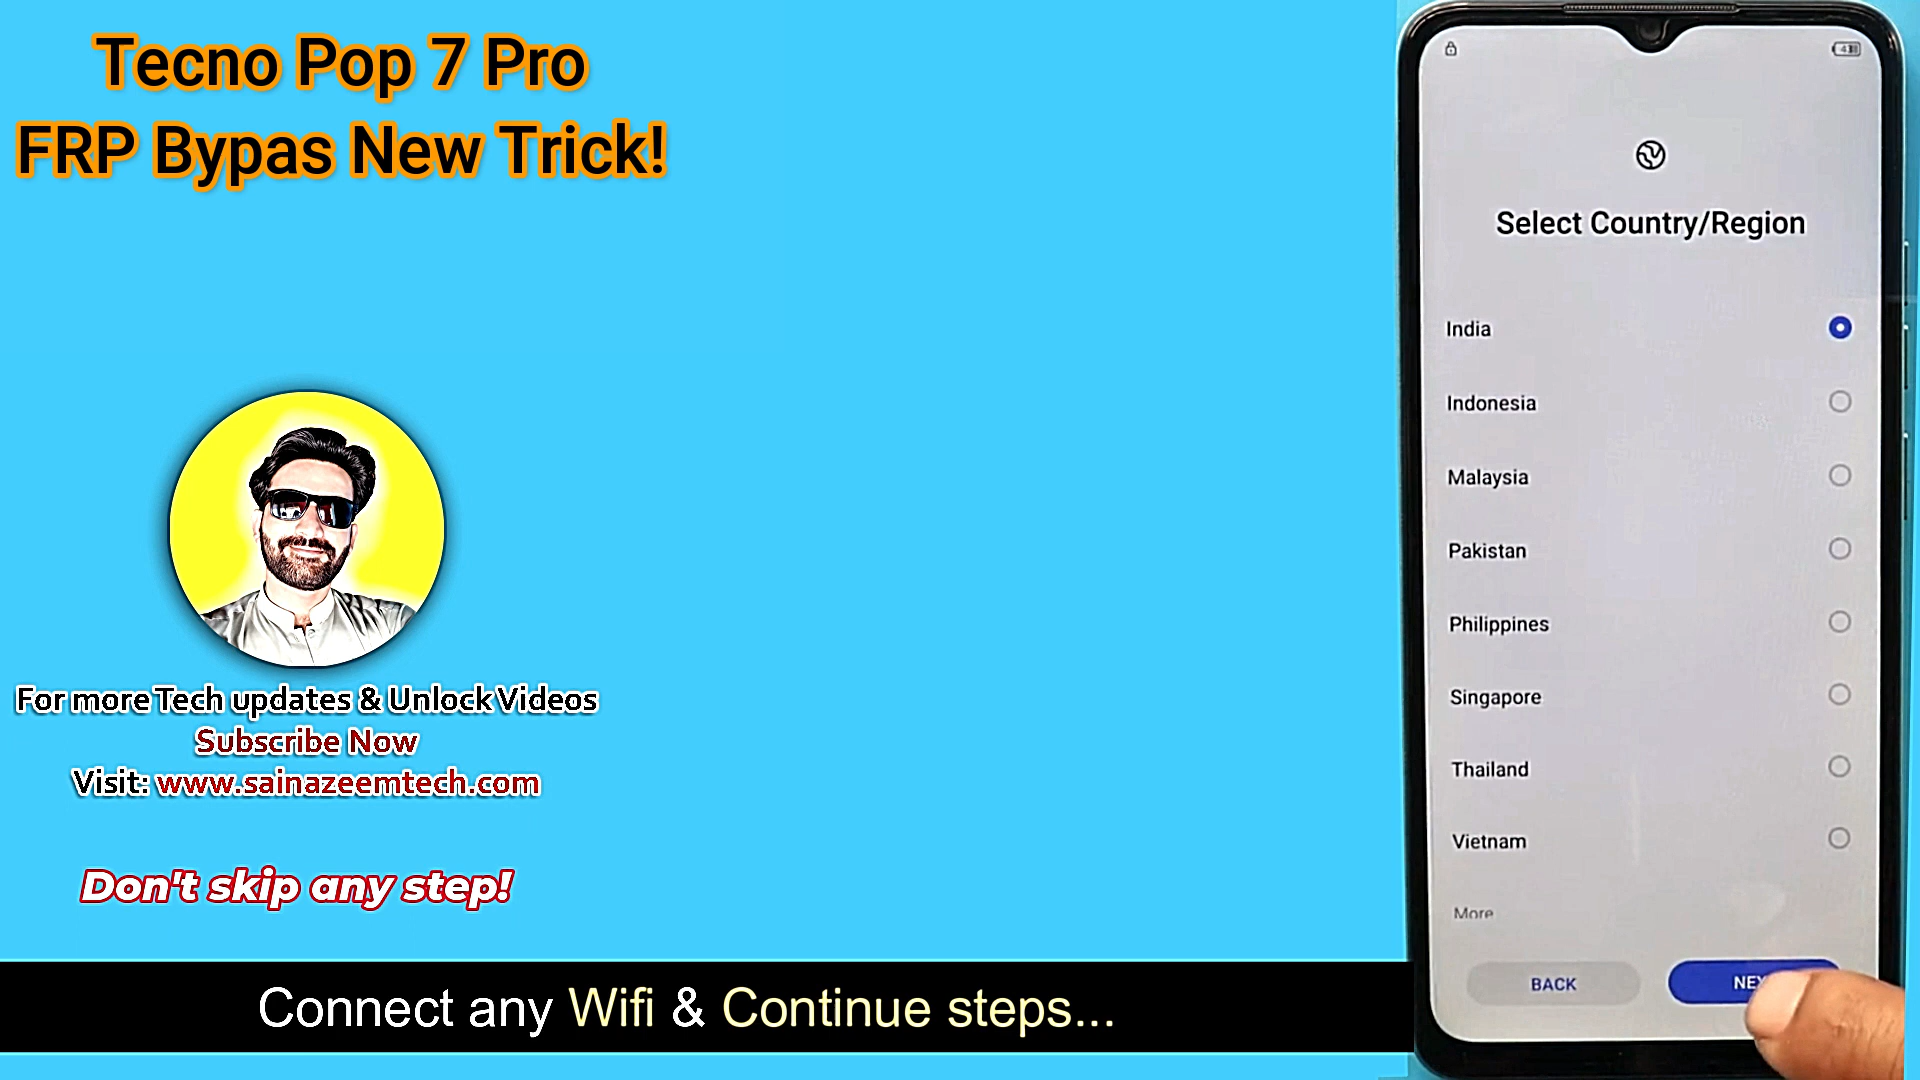 Tecno Pop 7 Pro
FRP Bypas New Trick!
For more Tech updates & Unlock Videos
Subscribe Now
Visit: www.sainazeemtech.com
Don't skip any step!
Connect any Wifi & Continue steps...
Select Country/Region
India
Indonesia
Malaysia
Pakistan
Philippines
Singapore
Thailand
Vietnam
More
BACK